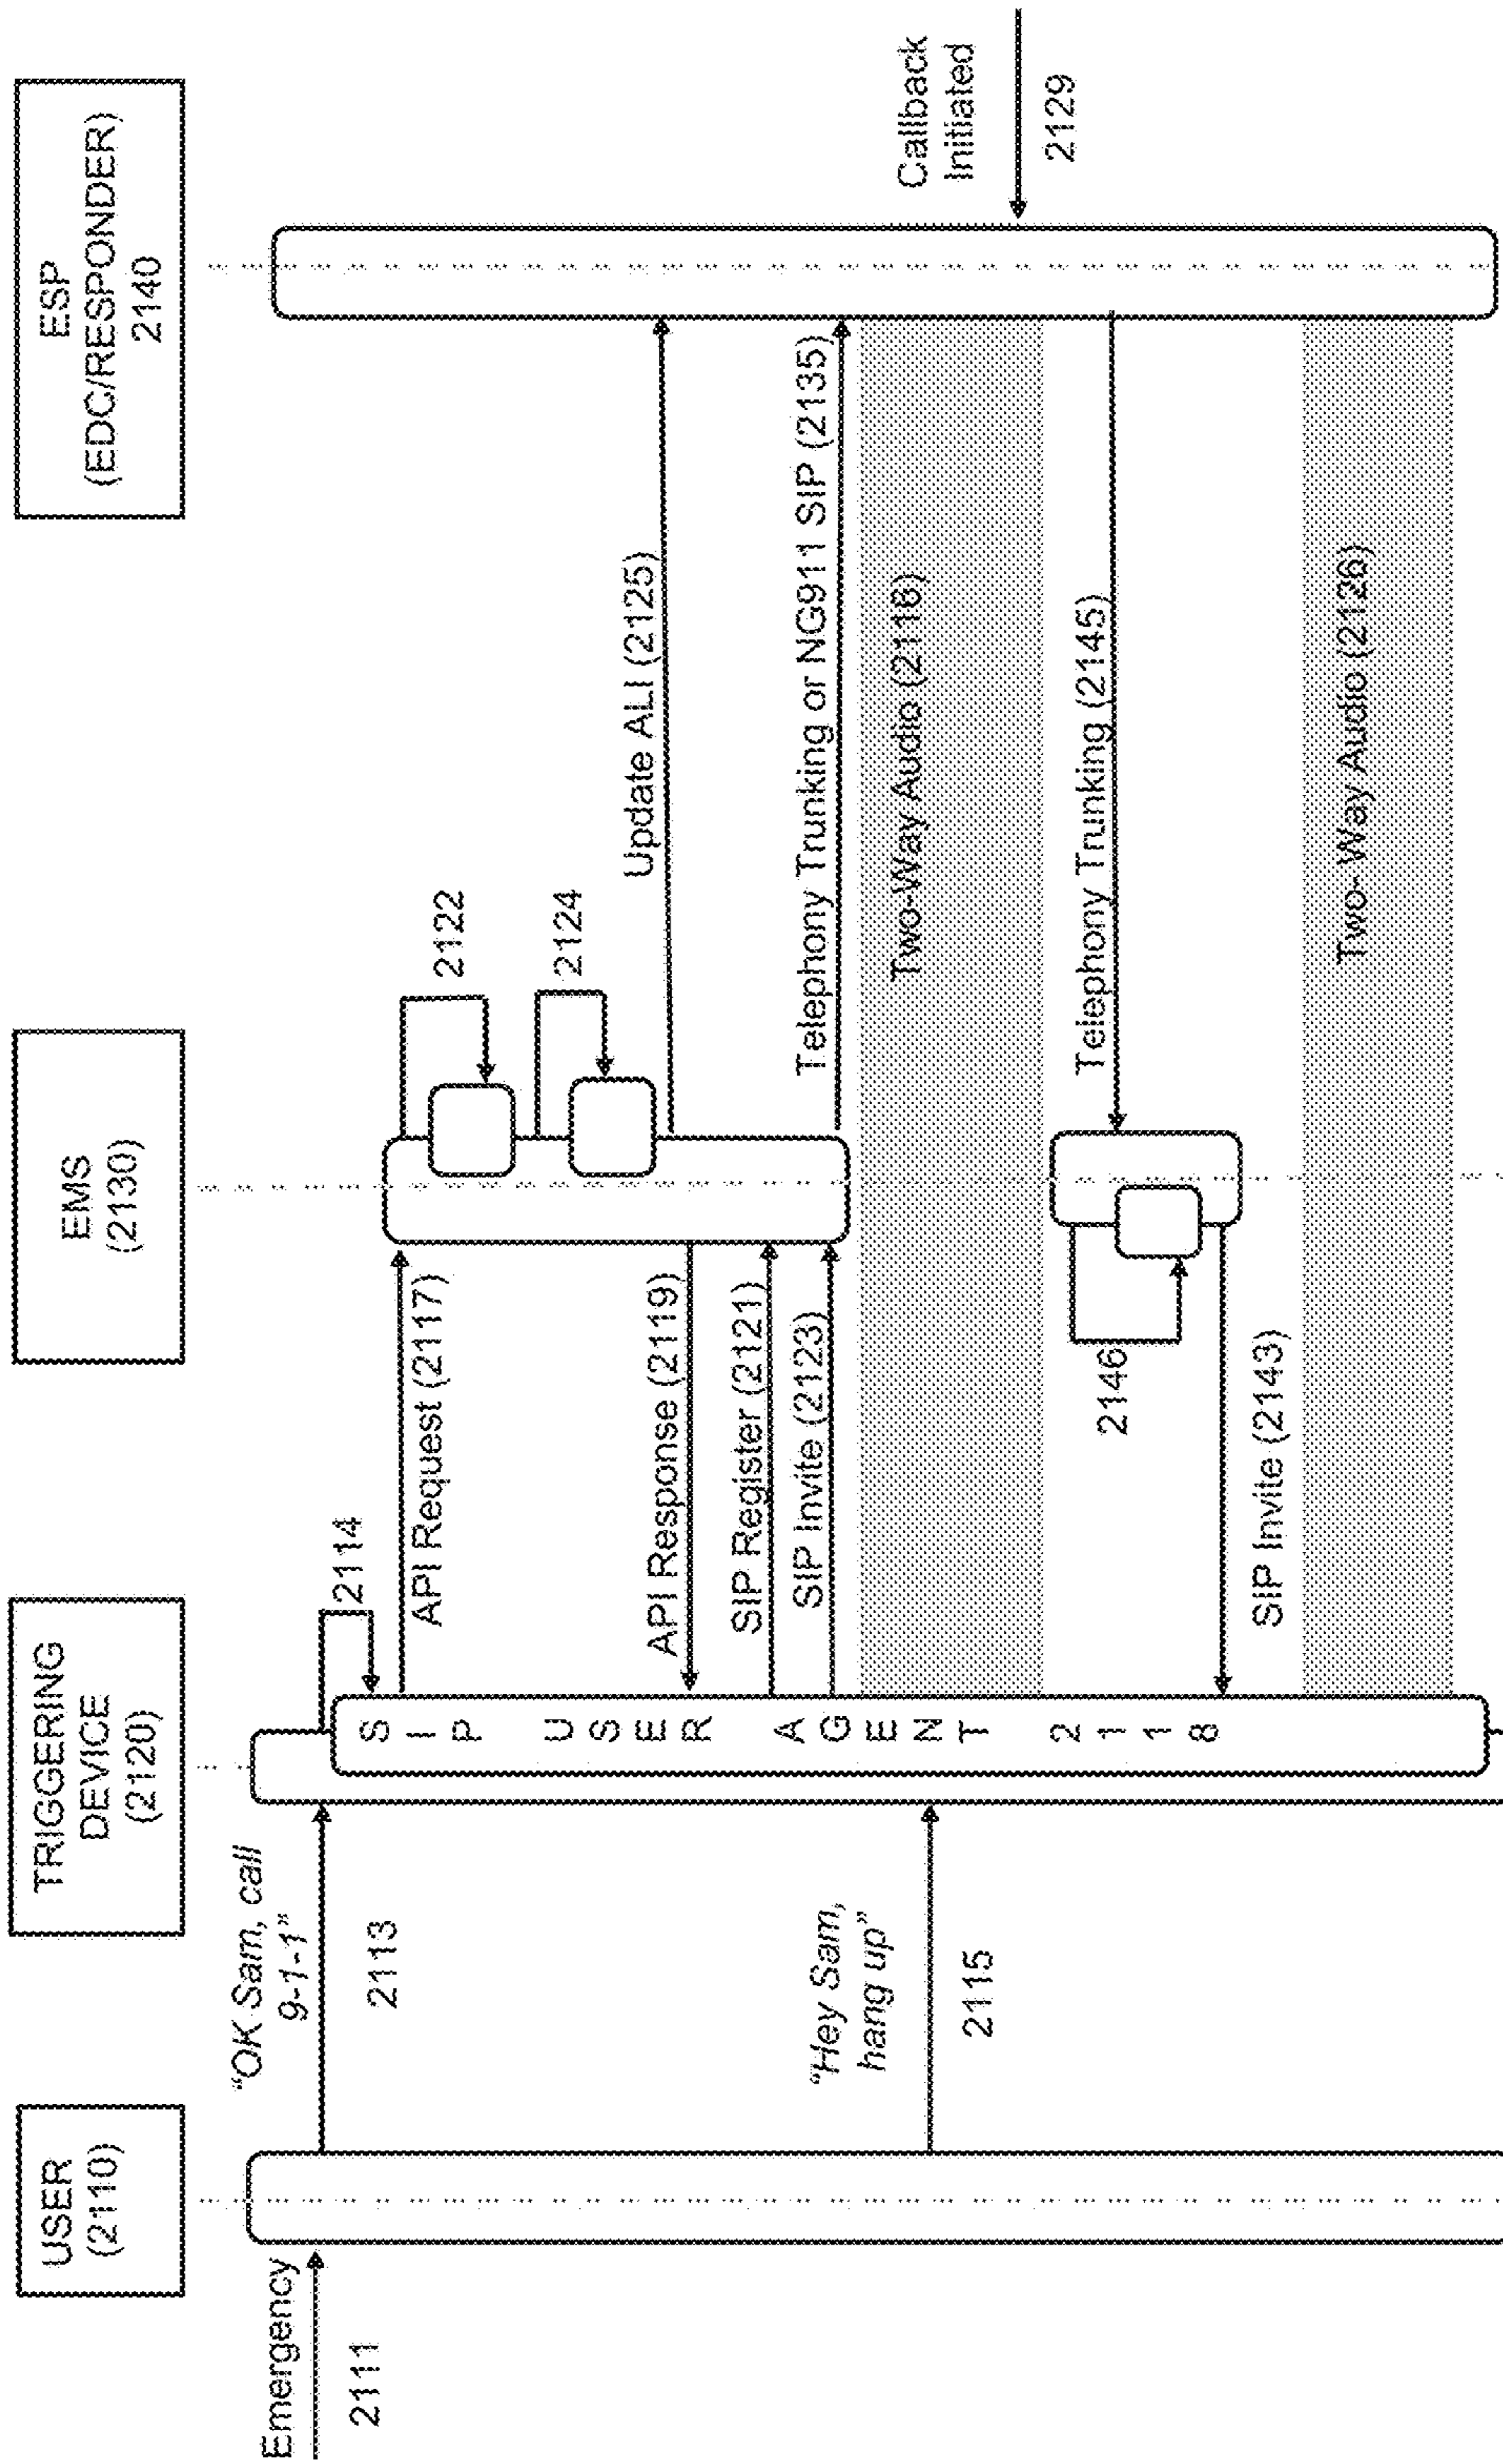 USER
(2110)
TRIGGERING
DEVICE
(2120)
EMS
(2130)
ESP
(EDC/RESPONDER)
2140
Emergency
2111
"OK Sam, call
9-1-1"
2113
2114
API Request (2117)
2122
2124
Update ALI (2125)
API Response (2119)
SIP Register (2121)
SIP Invite (2123)
Telephony Trunking or NG911 SIP (2135)
SIP USER AGENT 2118
Two-Way Audio (2116)
"Hey Sam,
hang up"
2115
Callback
Initiated
2129
Telephony Trunking (2145)
2146
SIP Invite (2143)
Two- Way Audio (2126)